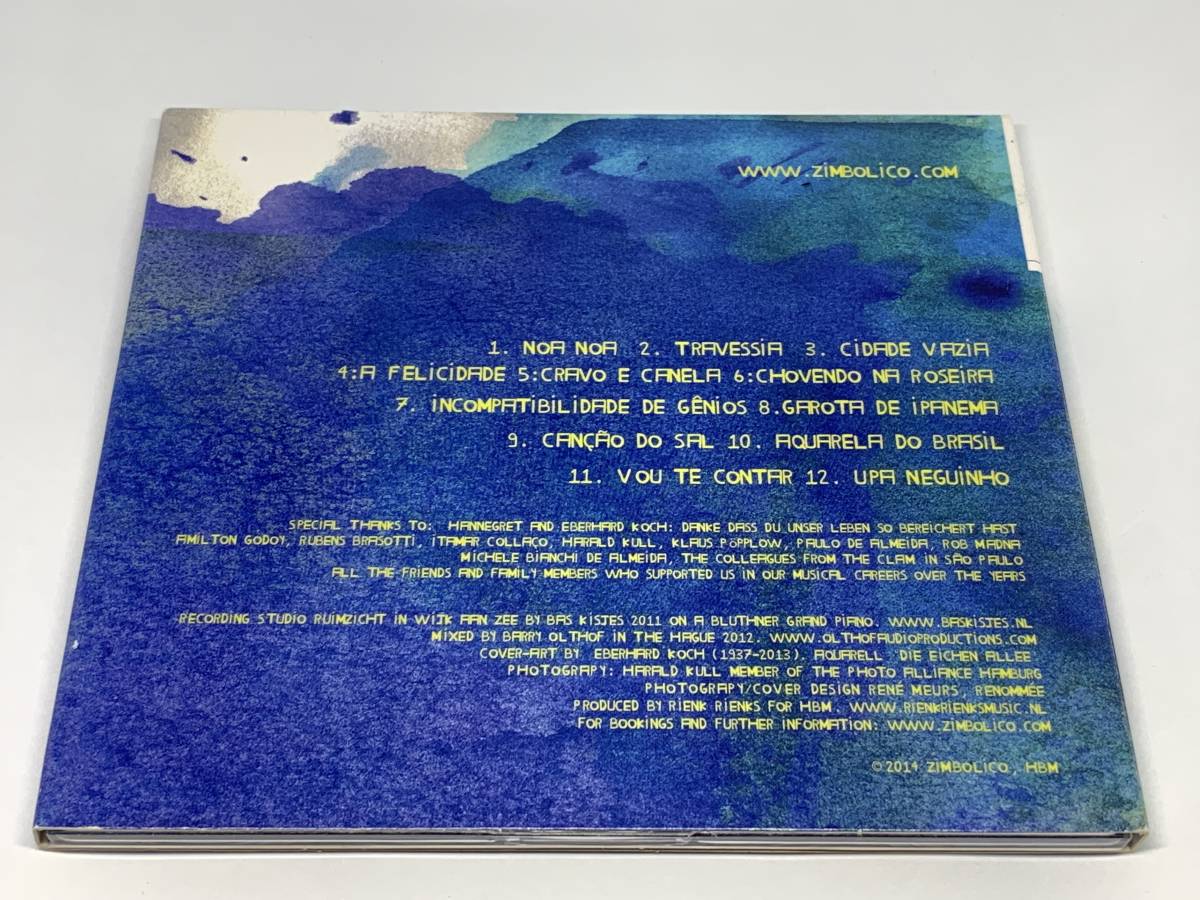 WWW.ZIMBOLICO.COM
1. NOA NOA 2. TRAVESSIA 3. CIDADE VAZIA
4:A FELICIDADE 5:CRAVO E CANELA 6:CHOVENDO NA ROSEIRA
7. INCOMPATIBILIDADE DE GÊNIOS 8.GAROTA DE IPANEMA
9. CANÇÃO DO SAL 10. AQUARELA DO BRASIL
11. VOU TE CONTAR 12. UPA NEGUINHO
SPECIAL THANKS TO: HANNEGRET AND EBERHARD KOCH: DANKE DASS DU UNSER LEBEN SO BEREICHERT HAST
AMILTON GODOY, RUBENS BRASOTTI, ITAMAR COLLAÇO, HARALD KULL, KLAUS PÖPPLOW, PAULO DE ALMEIDA, ROB MADNA
MICHELE BIANCHI DE ALMEIDA, THE COLLEAGUES FROM THE CLAM IN SÃO PAULO
ALL THE FRIENDS AND FAMILY MEMBERS WHO SUPPORTED US IN OUR MUSICAL CAREERS OVER THE YEARS
RECORDING STUDIO RUIMZICHT IN WIJK AAN ZEE BY BAS KISJES 2011 ON A BLUTHNER GRAND PIANO. WWW.BASKISJES.NL
MIXED BY BARRY OLTHOF IN THE HAGUE 2012. WWW.OLTHOFAUDIOPRODUCTIONS.COM
COVER-ART BY EBERHARD KOCH (1937-2013). AQUARELL DIE EICHEN ALLEE
PHOTOGRAPY: HARALD KULL MEMBER OF THE PHOTO ALLIANCE HAMBURG
PHOTOGRAPY/COVER DESIGN RENÉ MEURS, RENOMMÉE
PRODUCED BY RIENK RIENKS FOR HBM. WWW.RIENKRIENKSMUSIC.NL
FOR BOOKINGS AND FURTHER INFORMATION: WWW.ZIMBOLICO.COM
©2014 ZIMBOLICO, HBM